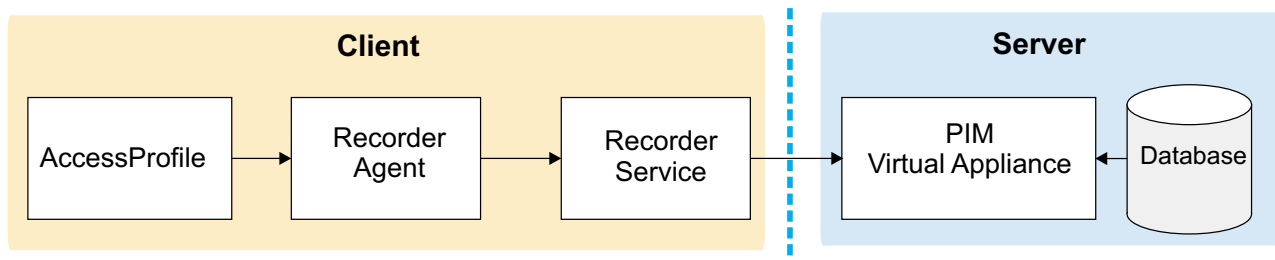 Client
Server
AccessProfile
Recorder
Agent
Recorder
Service
PIM
Virtual Appliance
Database